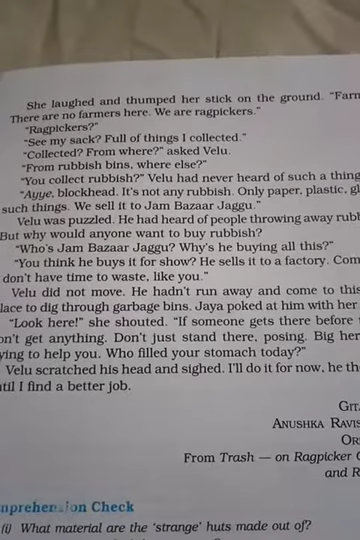 She laughed and thumped her stick on the ground. "Farm
There are no farmers here. We are ragpickers."
"Ragpickers?"
"See my sack? Full of things I collected."
"Collected? From where?" asked Velu.
"From rubbish bins, where else?"
"You collect rubbish?" Velu had never heard of such a thing
"Ayye, blockhead. It's not any rubbish. Only paper, plastic, gl
such things. We sell it to Jam Bazaar Jaggu."
Velu was puzzled. He had heard of people throwing away rubb
But why would anyone want to buy rubbish?
"Who's Jam Bazaar Jaggu? Why's he buying all this?"
"You think he buys it for show? He sells it to a factory. Com
don't have time to waste, like you."
Velu did not move. He hadn't run away and come to this
lace to dig through garbage bins. Jaya poked at him with her
"Look here!" she shouted. "If someone gets there before
on't get anything. Don't just stand there, posing. Big her
ying to help you. Who filled your stomach today?"
Velu scratched his head and sighed. I'll do it for now, he th
ntil I find a better job.
GIT
ANUSHKA RAVIS
OR
From Trash — on Ragpicker C
and R
mprehension Check
(i) What material are the 'strange' huts made out of?